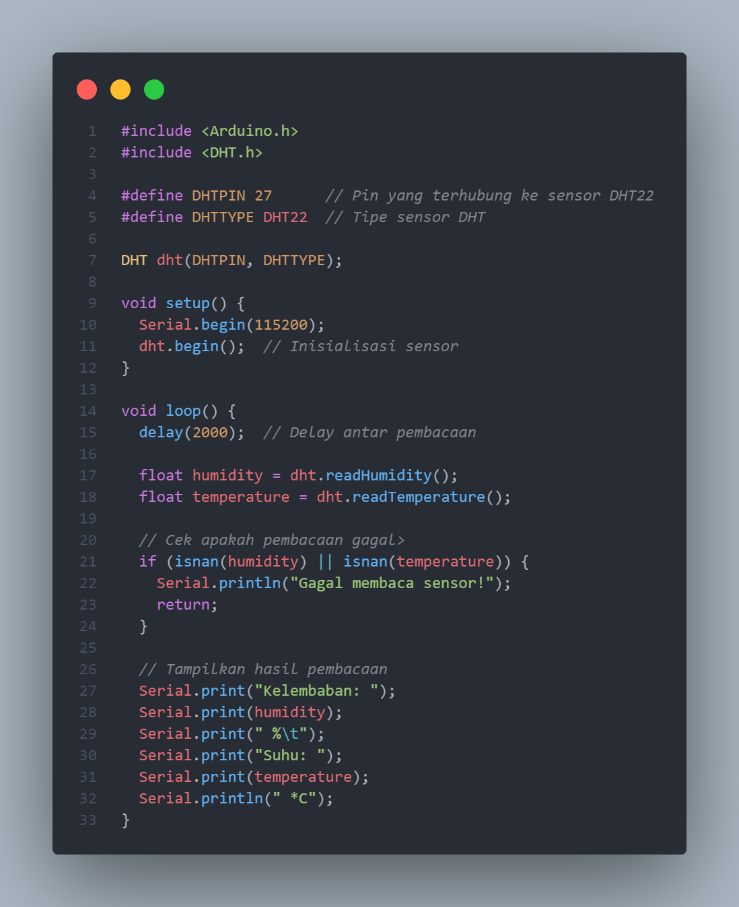 1 #include <Arduino.h>
2 #include <DHT.h>
3
4 #define DHTPIN 27      // Pin yang terhubung ke sensor DHT22
5 #define DHTTYPE DHT22  // Tipe sensor DHT
6
7 DHT dht(DHTPIN, DHTTYPE);
8
9 void setup() {
10   Serial.begin(115200);
11   dht.begin();  // Inisialisasi sensor
12 }
13
14 void loop() {
15   delay(2000);  // Delay antar pembacaan
16
17   float humidity = dht.readHumidity();
18   float temperature = dht.readTemperature();
19
20   // Cek apakah pembacaan gagal>
21   if (isnan(humidity) || isnan(temperature)) {
22     Serial.println("Gagal membaca sensor!");
23     return;
24   }
25
26   // Tampilkan hasil pembacaan
27   Serial.print("Kelembaban: ");
28   Serial.print(humidity);
29   Serial.print(" %\t");
30   Serial.print("Suhu: ");
31   Serial.print(temperature);
32   Serial.println(" *C");
33 }